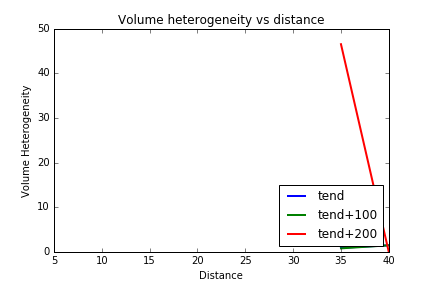 Volume heterogeneity vs distance
50
40
30
20
10
0
Volume Heterogeneity
tend
tend+100
tend+200
5 10 15 20 25 30 35 40
Distance